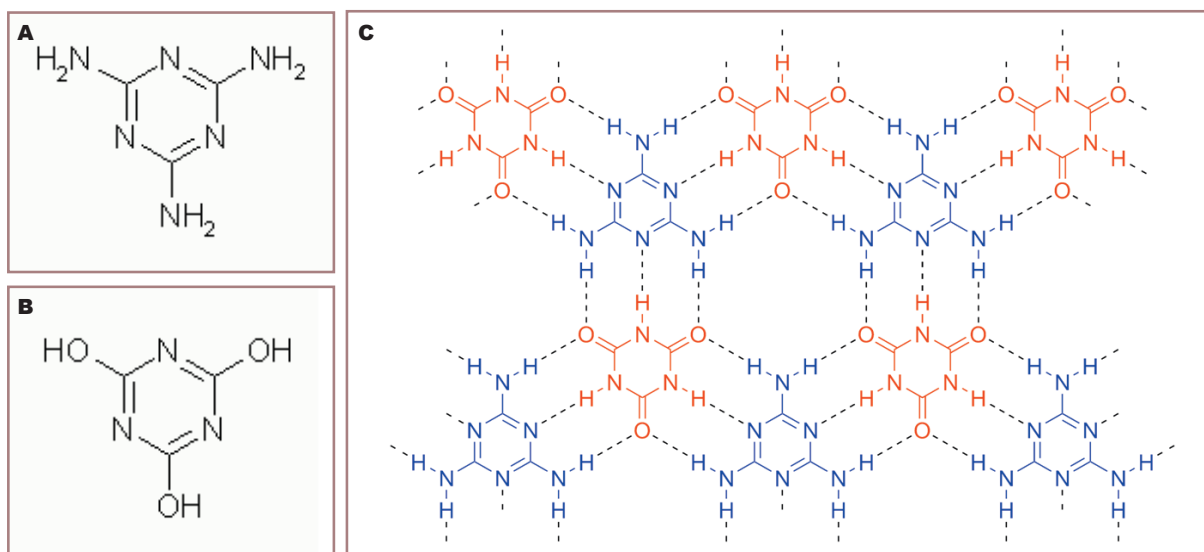 A
H₂N N NH₂
N N
NH₂
B
HO N OH
N N
OH
C
H H H
O N O O N O O N O
H H H H
N N N N N N N N
H H H H H H
O N N O N N O
H H H H
N N N N N N
H H H H
H H
O N O O N O
H H H H H H
N N N N N N N
H H H H
N N O N N O N N
H H H H H H
N N N N N N N N N
H H H H H H